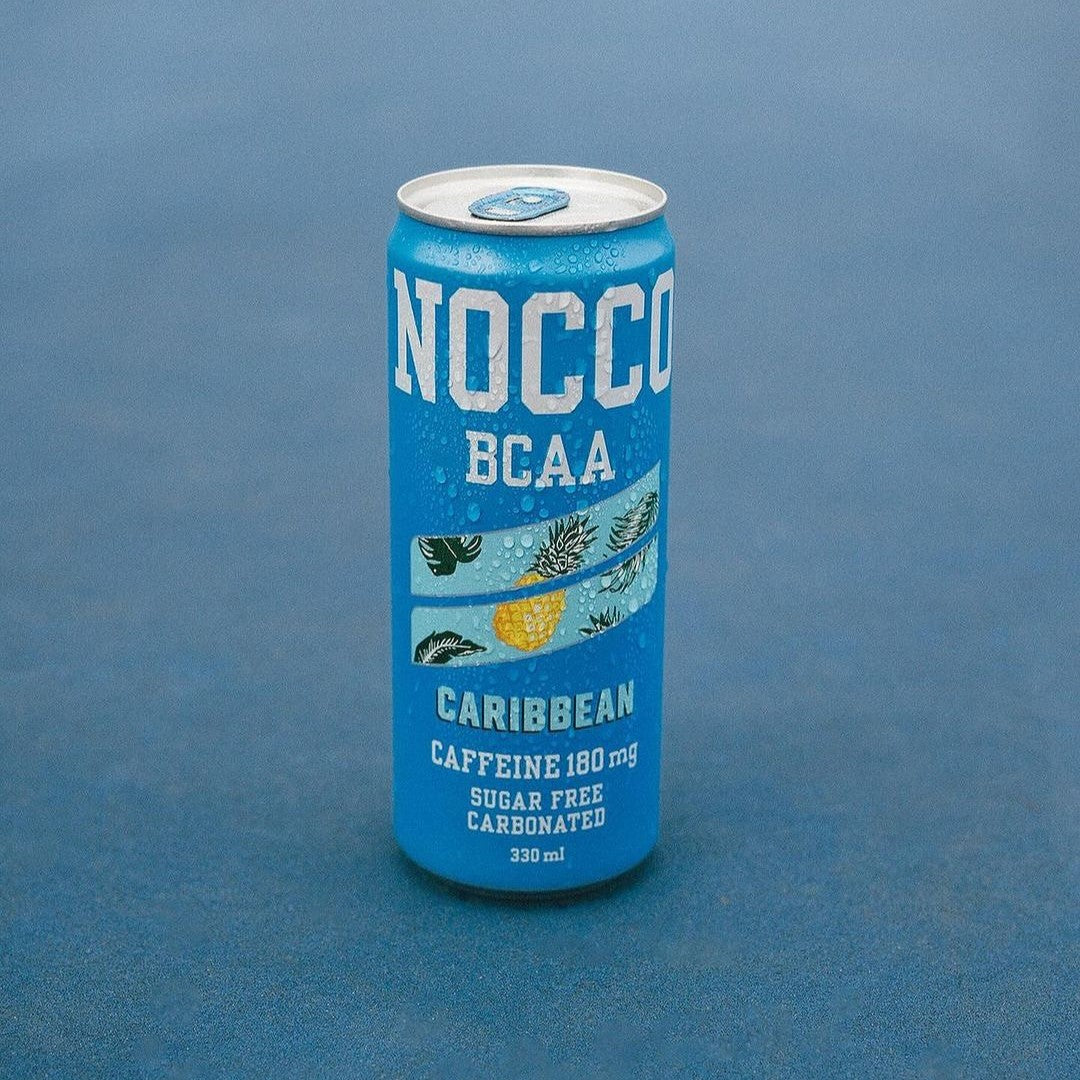 NOCCO
BCAA
CARIBBEAN
CAFFEINE 180 mg
SUGAR FREE
CARBONATED
330 ml